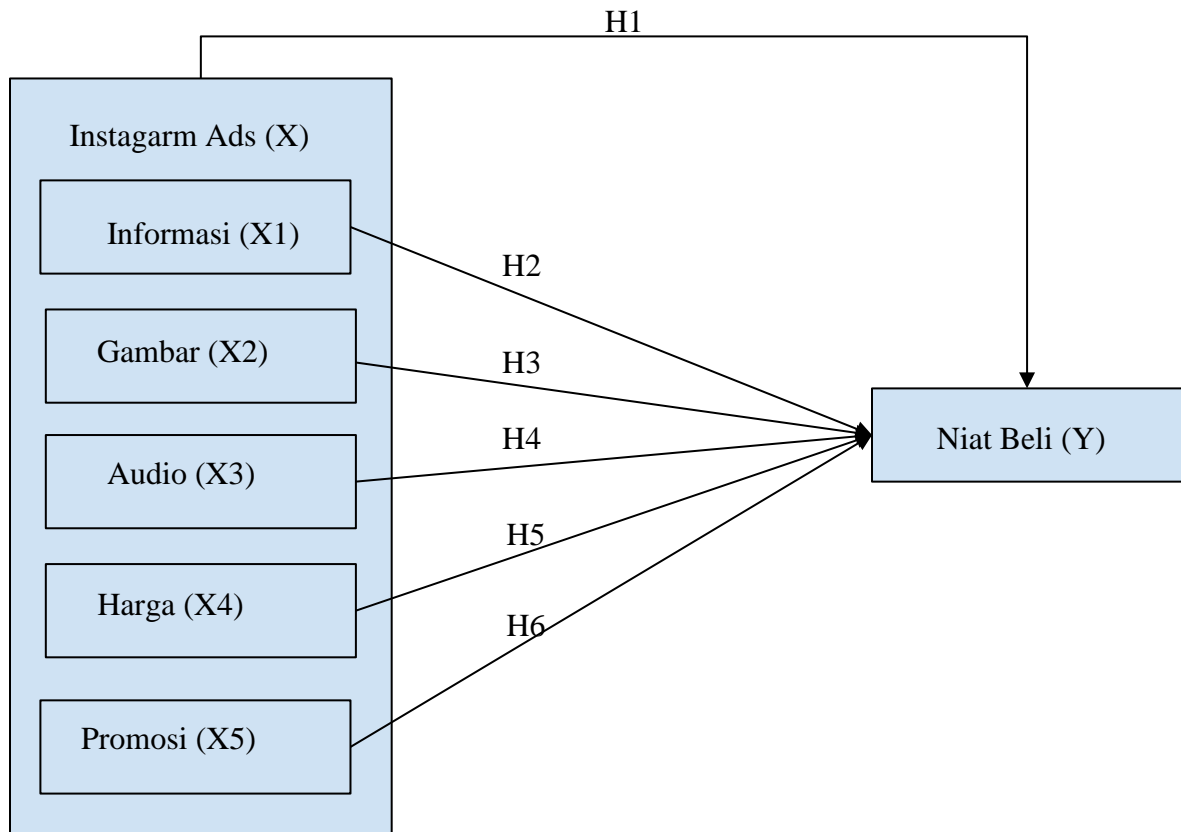 H1
Instagarm Ads (X)
Informasi (X1)
H2
Gambar (X2)
H3
Audio (X3)
H4
Niat Beli (Y)
Harga (X4)
H5
Promosi (X5)
H6